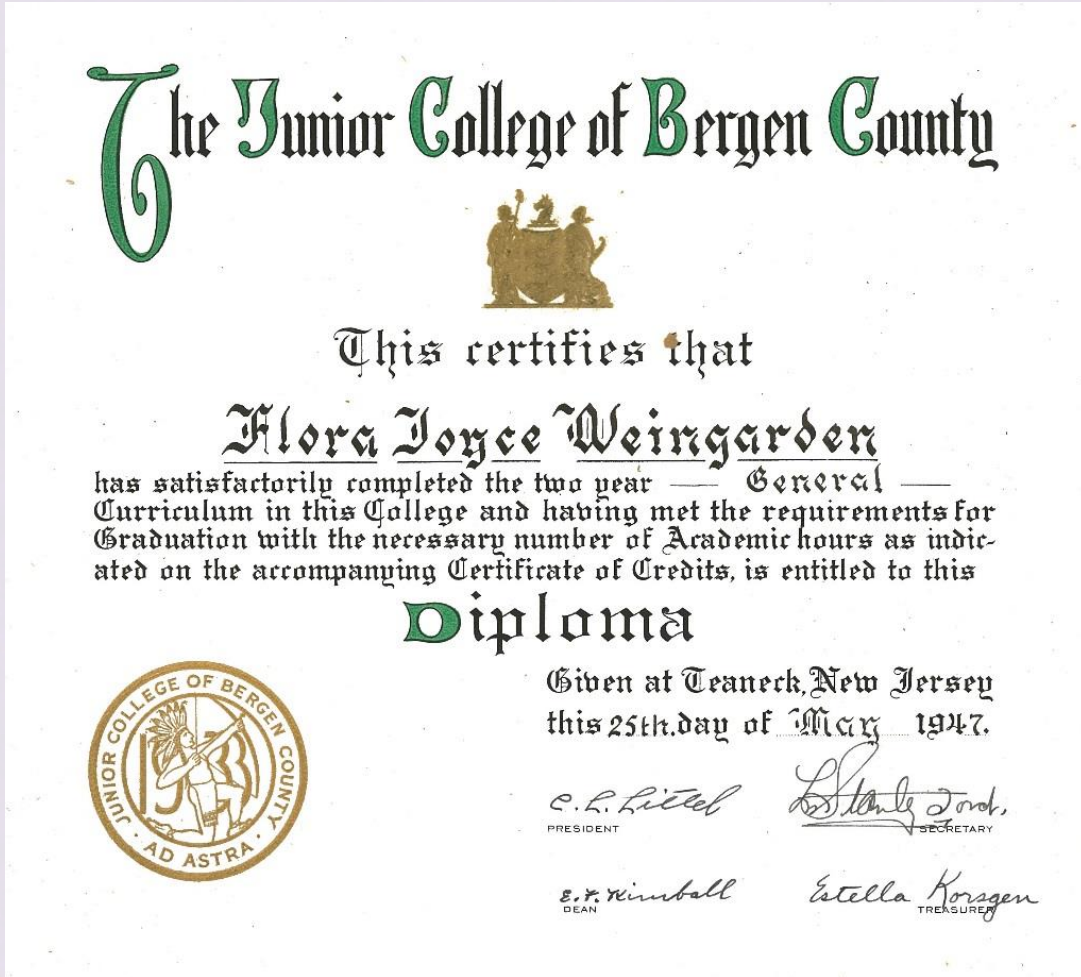 The Junior College of Bergen County
This certifies that
Flora Joyce Weingarden
has satisfactorily completed the two year — General —
Curriculum in this College and having met the requirements for
Graduation with the necessary number of Academic hours as indic-
ated on the accompanying Certificate of Credits, is entitled to this
Diploma
Given at Teaneck, New Jersey
this 25th. day of May 1947.
JUNIOR COLLEGE OF BERGEN COUNTY
1933
AD ASTRA
C. L. Littel
PRESIDENT
L. Stanly Ford.
SECRETARY
E. F. Kimball
DEAN
Estella Korsgen
TREASURER